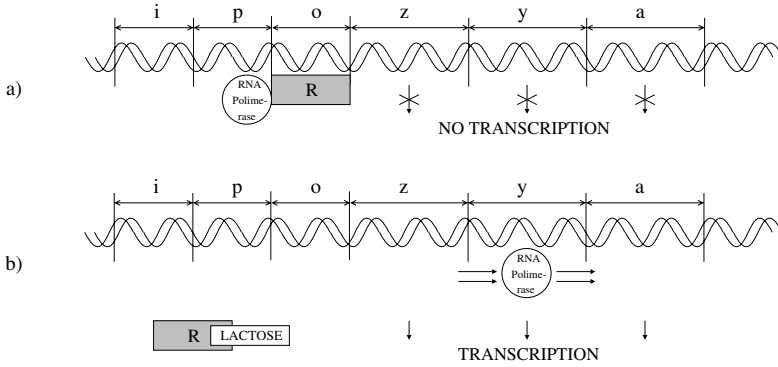 i p o z y a
a)
RNA
Polime-
rase
R
NO TRANSCRIPTION
i p o z y a
b)
RNA
Polime-
rase
R LACTOSE
TRANSCRIPTION